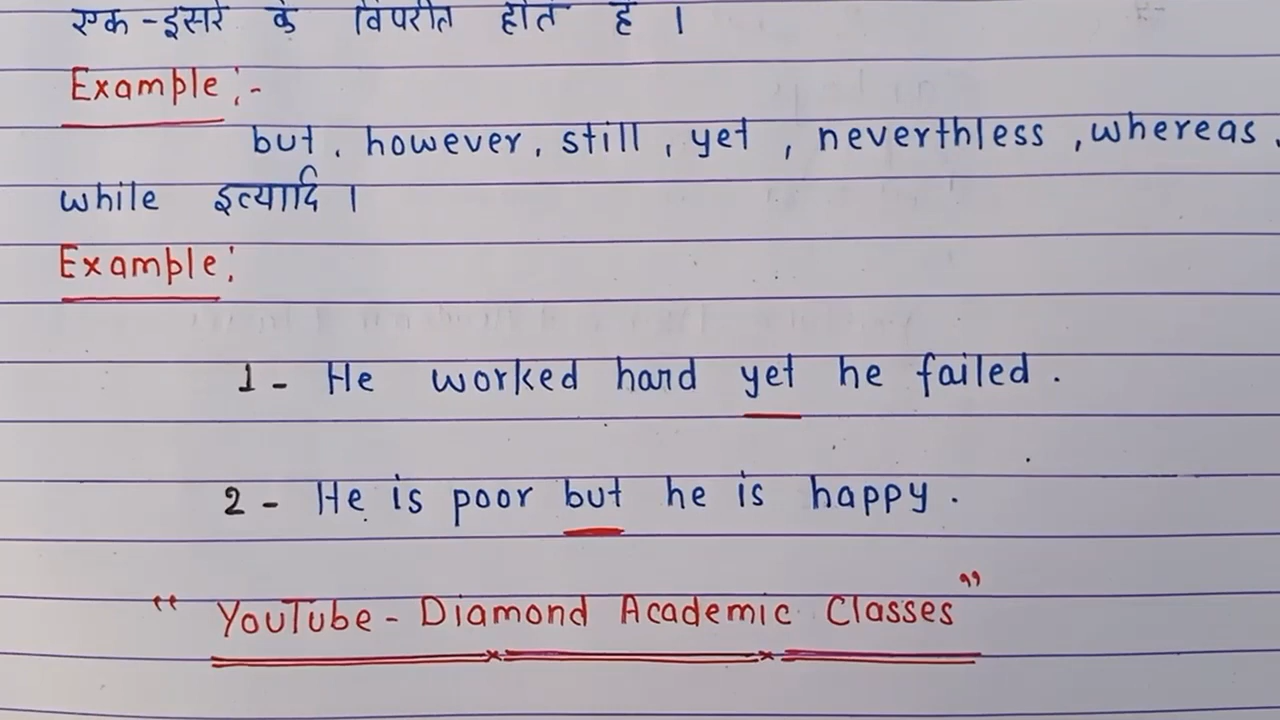 एक-दूसरे के विपरीत होते हैं ।
Example :-
but, however, still, yet, neverthless, whereas,
while इत्यादि ।
Example :
1- He worked hard yet he failed.
2- He is poor but he is happy.
"YouTube - Diamond Academic Classes"